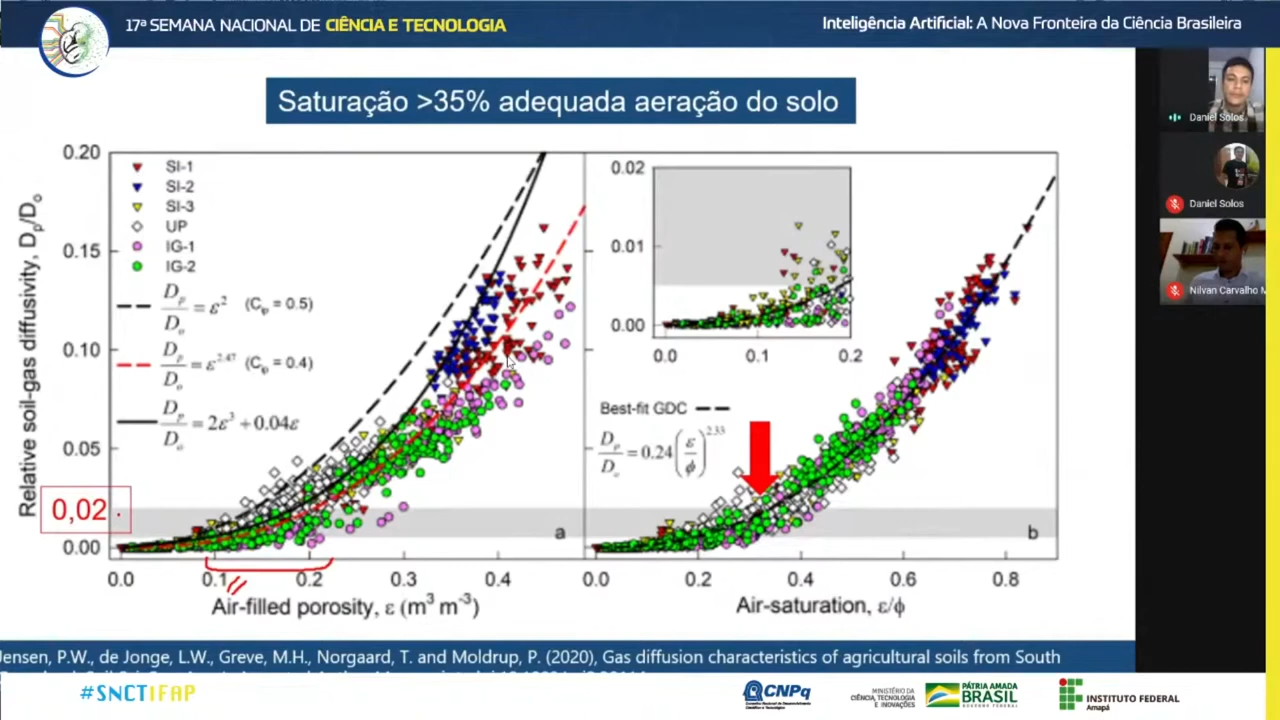 17ª SEMANA NACIONAL DE CIÊNCIA E TECNOLOGIA
Inteligência Artificial: A Nova Fronteira da Ciência Brasileira
Saturação >35% adequada aeração do solo
Daniel Solos
Daniel Solos
Nilvan Carvalho M
Relative soil-gas diffusivity, Dp/Do
0.20
0.15
0.10
0.05
0.00
0,02
SI-1
SI-2
SI-3
UP
IG-1
IG-2
Dp/Do = ε² (Cφ = 0.5)
Dp/Do = ε^2.47 (Cφ = 0.4)
Dp/Do = 2ε³ + 0.04ε
a
0.0 0.1 0.2 0.3 0.4
Air-filled porosity, ε (m³ m⁻³)
0.02
0.01
0.00
0.0 0.1 0.2
Best-fit GDC
Dp/Do = 0.24(ε/ϕ)^2.33
b
0.0 0.2 0.4 0.6 0.8
Air-saturation, ε/ϕ
Jensen, P.W., de Jonge, L.W., Greve, M.H., Norgaard, T. and Moldrup, P. (2020), Gas diffusion characteristics of agricultural soils from South
#SNCTIFAP
CNPq
MINISTÉRIO DA
CIÊNCIA, TECNOLOGIA
E INOVAÇÕES
PÁTRIA AMADA
BRASIL
GOVERNO FEDERAL
INSTITUTO FEDERAL
Amapá